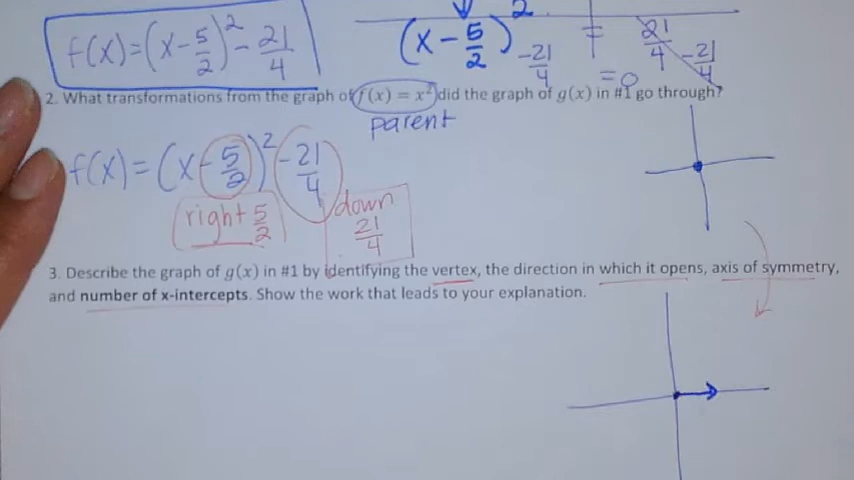 f(x)=(x-5/2)²-21/4
(x-5/2)² -21/4 = 0
21/4 -21/4
2. What transformations from the graph of f(x) = x² did the graph of g(x) in #1 go through?
parent
f(x)=(x-5/2)²-21/4
right 5/2
down 21/4
3. Describe the graph of g(x) in #1 by identifying the vertex, the direction in which it opens, axis of symmetry,
and number of x-intercepts. Show the work that leads to your explanation.